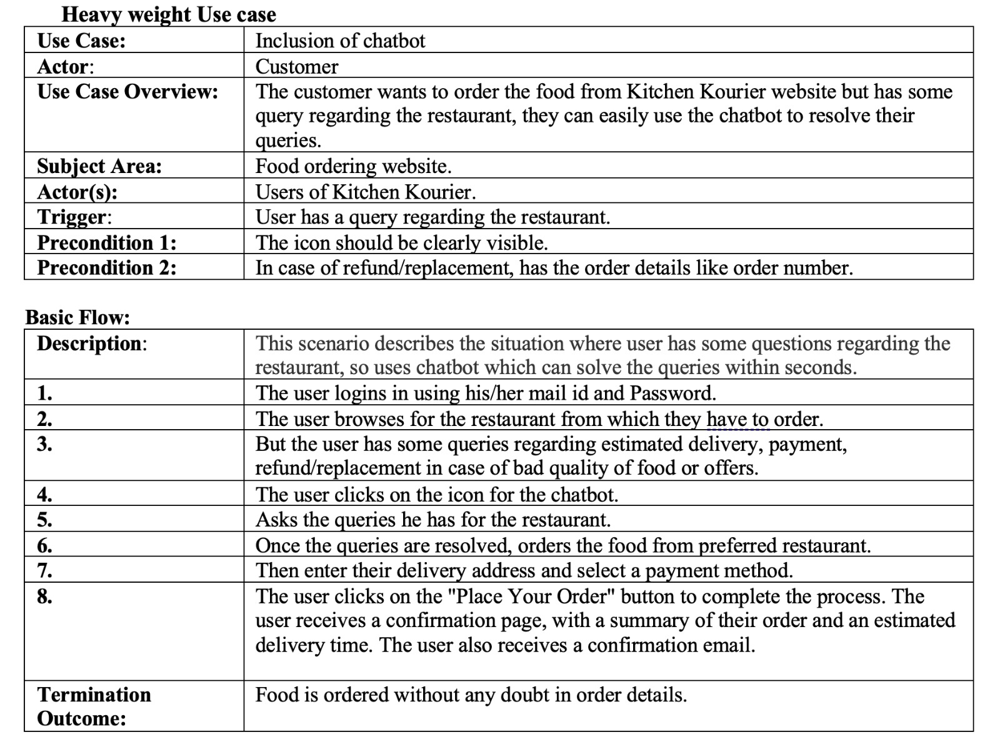 Heavy weight Use case
Use Case: Inclusion of chatbot
Actor: Customer
Use Case Overview: The customer wants to order the food from Kitchen Kourier website but has some
query regarding the restaurant, they can easily use the chatbot to resolve their
queries.
Subject Area: Food ordering website.
Actor(s): Users of Kitchen Kourier.
Trigger: User has a query regarding the restaurant.
Precondition 1: The icon should be clearly visible.
Precondition 2: In case of refund/replacement, has the order details like order number.
Basic Flow:
Description: This scenario describes the situation where user has some questions regarding the
restaurant, so uses chatbot which can solve the queries within seconds.
1. The user logins in using his/her mail id and Password.
2. The user browses for the restaurant from which they have to order.
3. But the user has some queries regarding estimated delivery, payment,
refund/replacement in case of bad quality of food or offers.
4. The user clicks on the icon for the chatbot.
5. Asks the queries he has for the restaurant.
6. Once the queries are resolved, orders the food from preferred restaurant.
7. Then enter their delivery address and select a payment method.
8. The user clicks on the "Place Your Order" button to complete the process. The
user receives a confirmation page, with a summary of their order and an estimated
delivery time. The user also receives a confirmation email.
Termination Food is ordered without any doubt in order details.
Outcome: